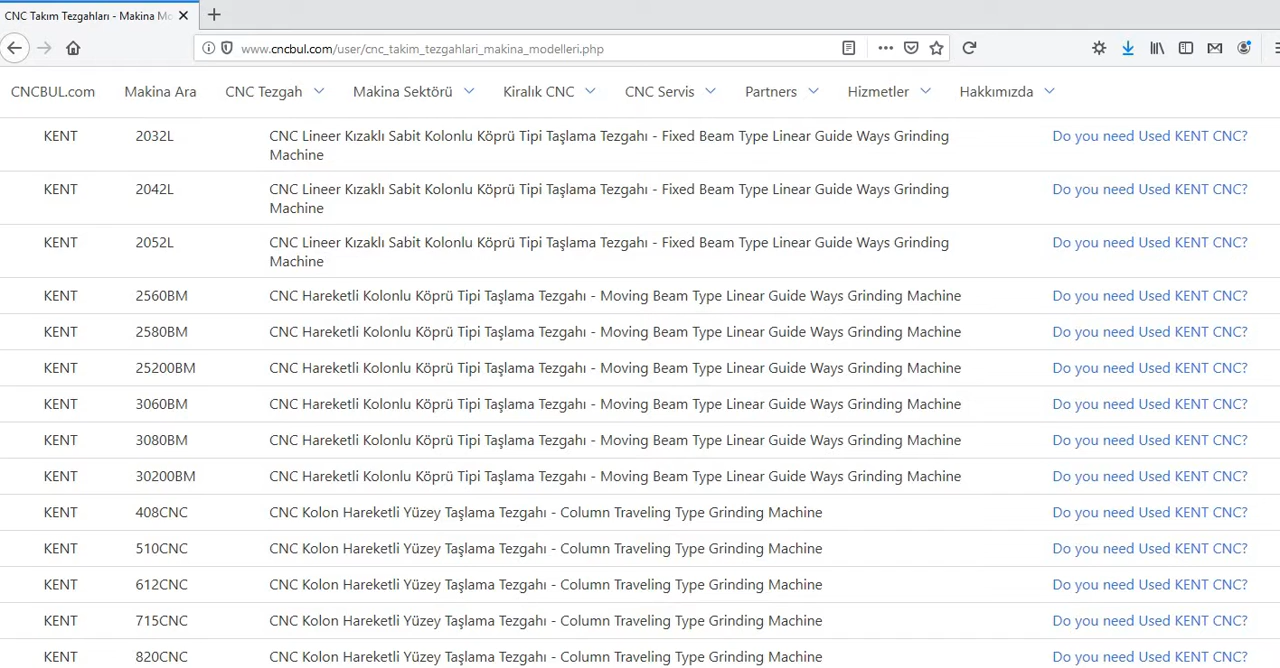 CNC Takım Tezgahları - Makina Mo
www.cncbul.com/user/cnc_takim_tezgahlari_makina_modelleri.php
CNCBUL.com Makina Ara CNC Tezgah Makina Sektörü Kiralık CNC CNC Servis Partners Hizmetler Hakkımızda
KENT 2032L CNC Lineer Kızaklı Sabit Kolonlu Köprü Tipi Taşlama Tezgahı - Fixed Beam Type Linear Guide Ways Grinding Do you need Used KENT CNC?
Machine
KENT 2042L CNC Lineer Kızaklı Sabit Kolonlu Köprü Tipi Taşlama Tezgahı - Fixed Beam Type Linear Guide Ways Grinding Do you need Used KENT CNC?
Machine
KENT 2052L CNC Lineer Kızaklı Sabit Kolonlu Köprü Tipi Taşlama Tezgahı - Fixed Beam Type Linear Guide Ways Grinding Do you need Used KENT CNC?
Machine
KENT 2560BM CNC Hareketli Kolonlu Köprü Tipi Taşlama Tezgahı - Moving Beam Type Linear Guide Ways Grinding Machine Do you need Used KENT CNC?
KENT 2580BM CNC Hareketli Kolonlu Köprü Tipi Taşlama Tezgahı - Moving Beam Type Linear Guide Ways Grinding Machine Do you need Used KENT CNC?
KENT 25200BM CNC Hareketli Kolonlu Köprü Tipi Taşlama Tezgahı - Moving Beam Type Linear Guide Ways Grinding Machine Do you need Used KENT CNC?
KENT 3060BM CNC Hareketli Kolonlu Köprü Tipi Taşlama Tezgahı - Moving Beam Type Linear Guide Ways Grinding Machine Do you need Used KENT CNC?
KENT 3080BM CNC Hareketli Kolonlu Köprü Tipi Taşlama Tezgahı - Moving Beam Type Linear Guide Ways Grinding Machine Do you need Used KENT CNC?
KENT 30200BM CNC Hareketli Kolonlu Köprü Tipi Taşlama Tezgahı - Moving Beam Type Linear Guide Ways Grinding Machine Do you need Used KENT CNC?
KENT 408CNC CNC Kolon Hareketli Yüzey Taşlama Tezgahı - Column Traveling Type Grinding Machine Do you need Used KENT CNC?
KENT 510CNC CNC Kolon Hareketli Yüzey Taşlama Tezgahı - Column Traveling Type Grinding Machine Do you need Used KENT CNC?
KENT 612CNC CNC Kolon Hareketli Yüzey Taşlama Tezgahı - Column Traveling Type Grinding Machine Do you need Used KENT CNC?
KENT 715CNC CNC Kolon Hareketli Yüzey Taşlama Tezgahı - Column Traveling Type Grinding Machine Do you need Used KENT CNC?
KENT 820CNC CNC Kolon Hareketli Yüzey Taşlama Tezgahı - Column Traveling Type Grinding Machine Do you need Used KENT CNC?